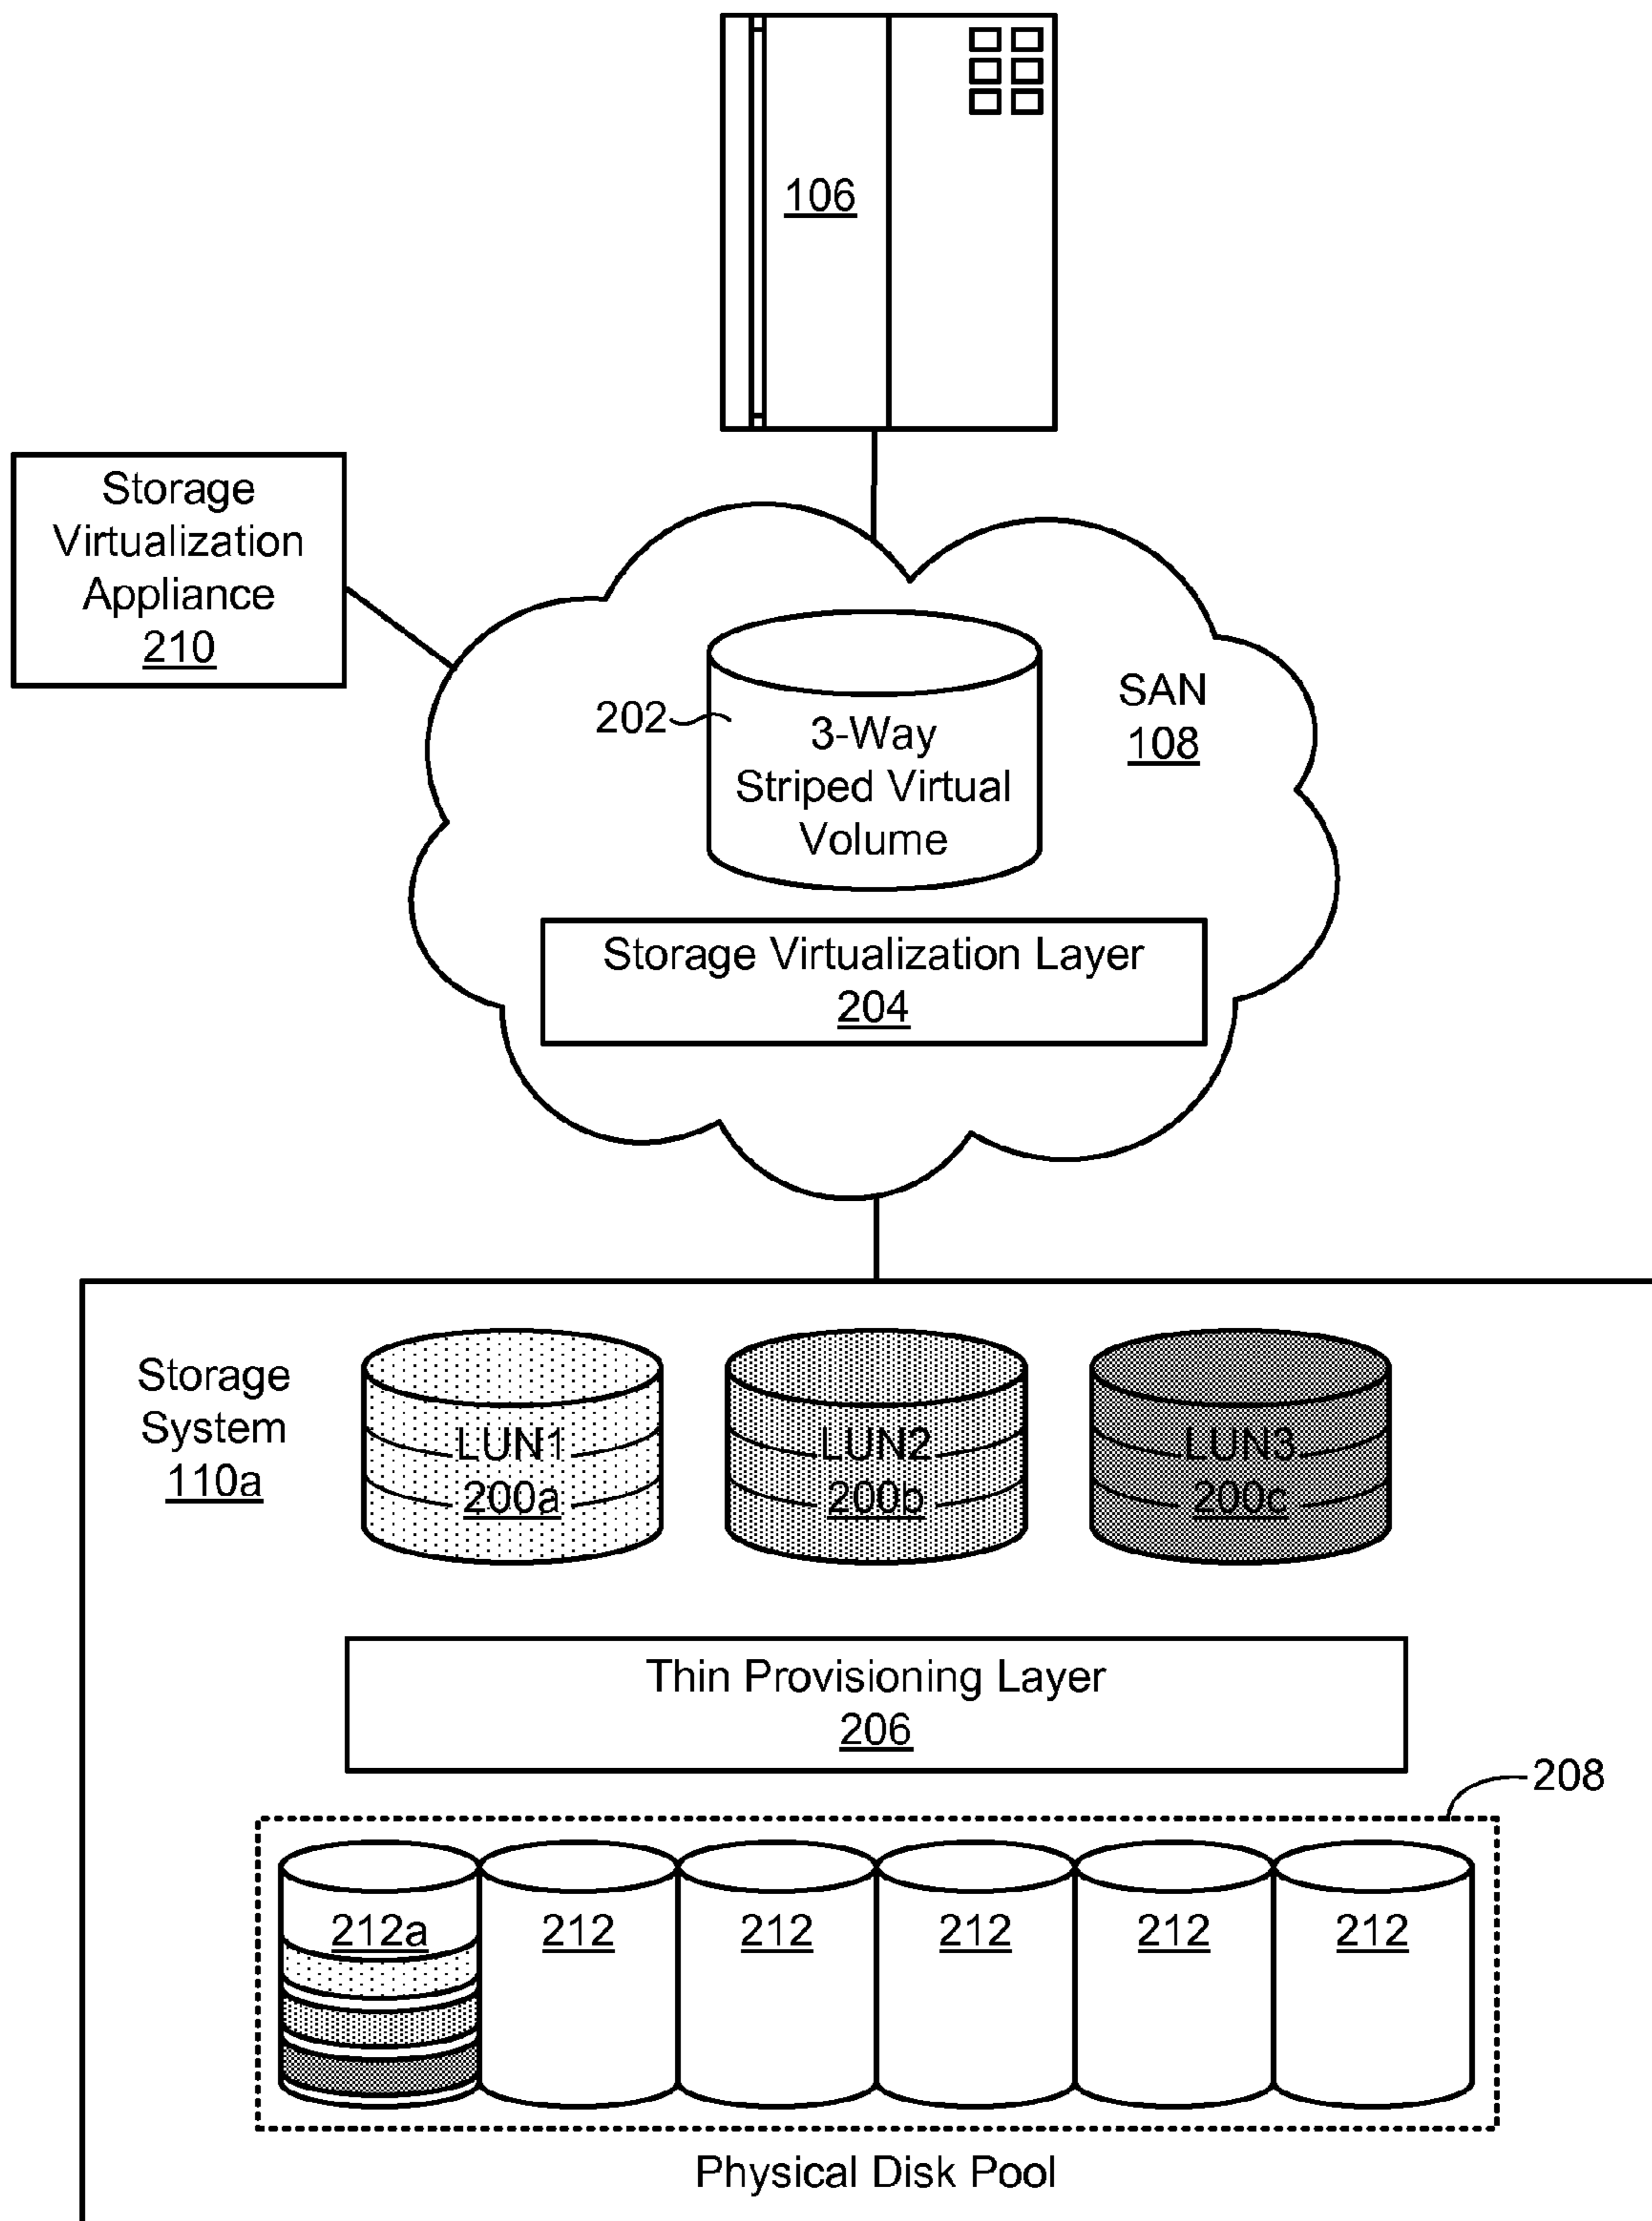 106
Storage
Virtualization
Appliance
210
202
3-Way
Striped Virtual
Volume
SAN
108
Storage Virtualization Layer
204
Storage
System
110a
LUN1
200a
LUN2
200b
LUN3
200c
Thin Provisioning Layer
206
208
212a
212
212
212
212
212
Physical Disk Pool